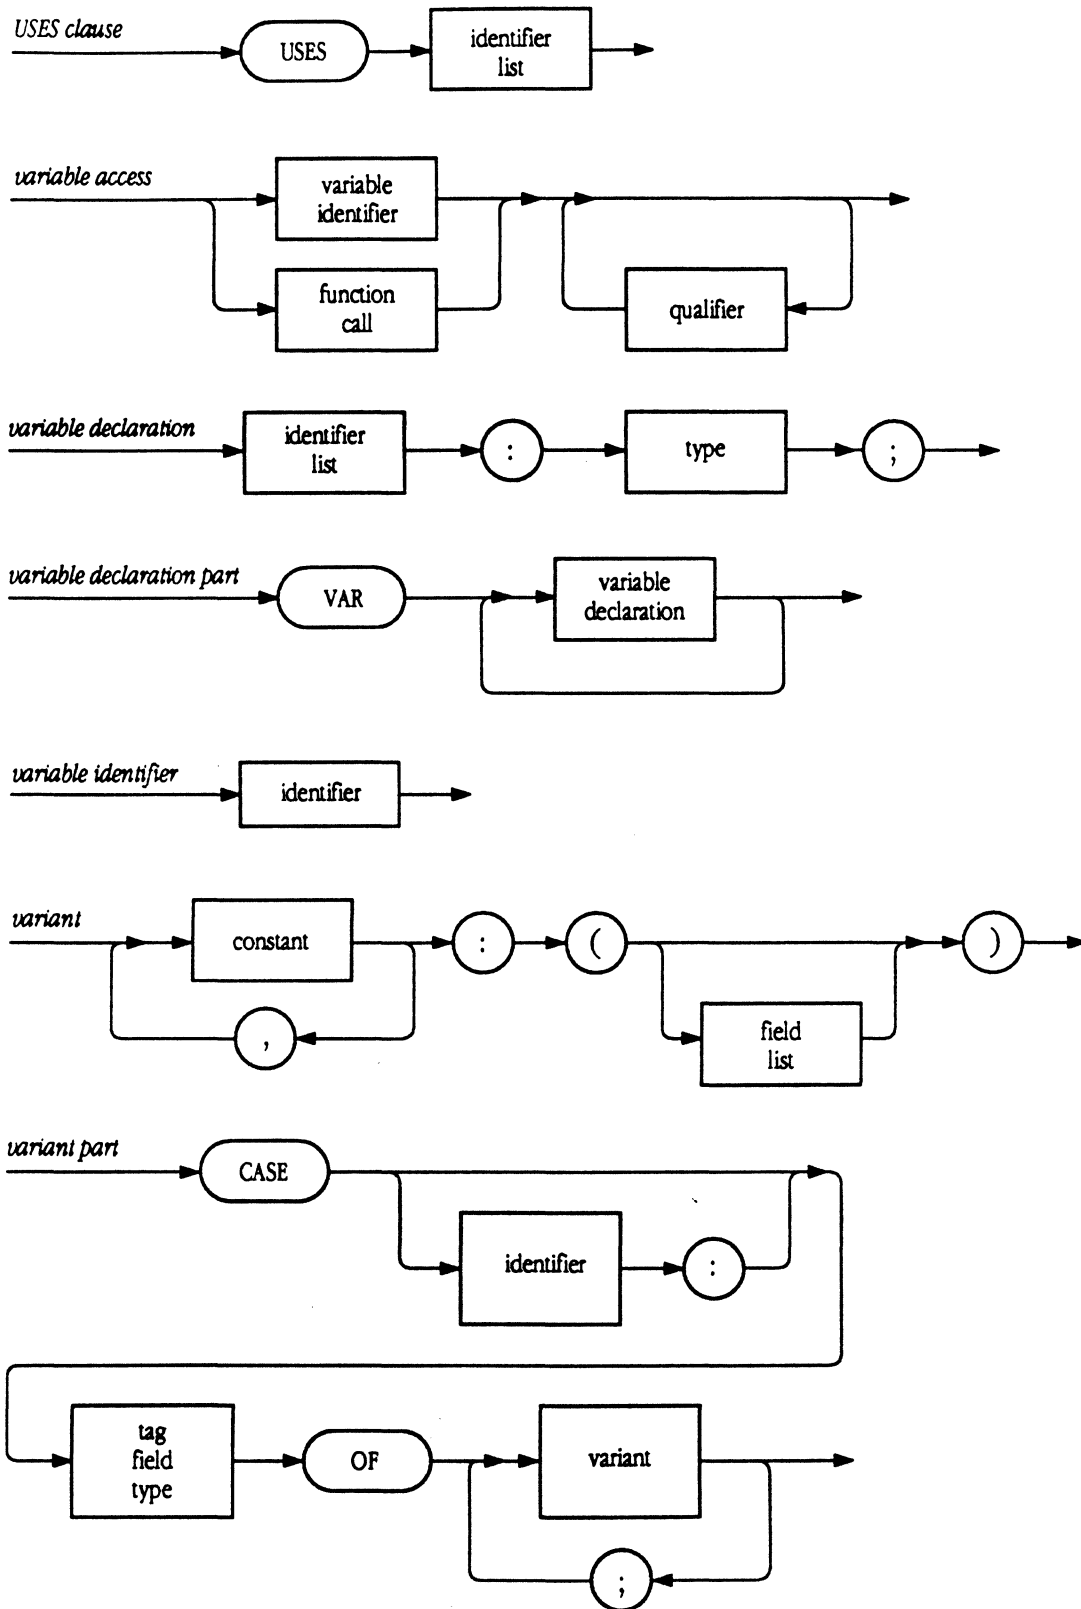 USES clause
USES
identifier
list
variable access
variable
identifier
function
call
qualifier
variable declaration
identifier
list
:
type
;
variable declaration part
VAR
variable
declaration
variable identifier
identifier
variant
constant
:
(
)
,
field
list
variant part
CASE
identifier
:
tag
field
type
OF
variant
;